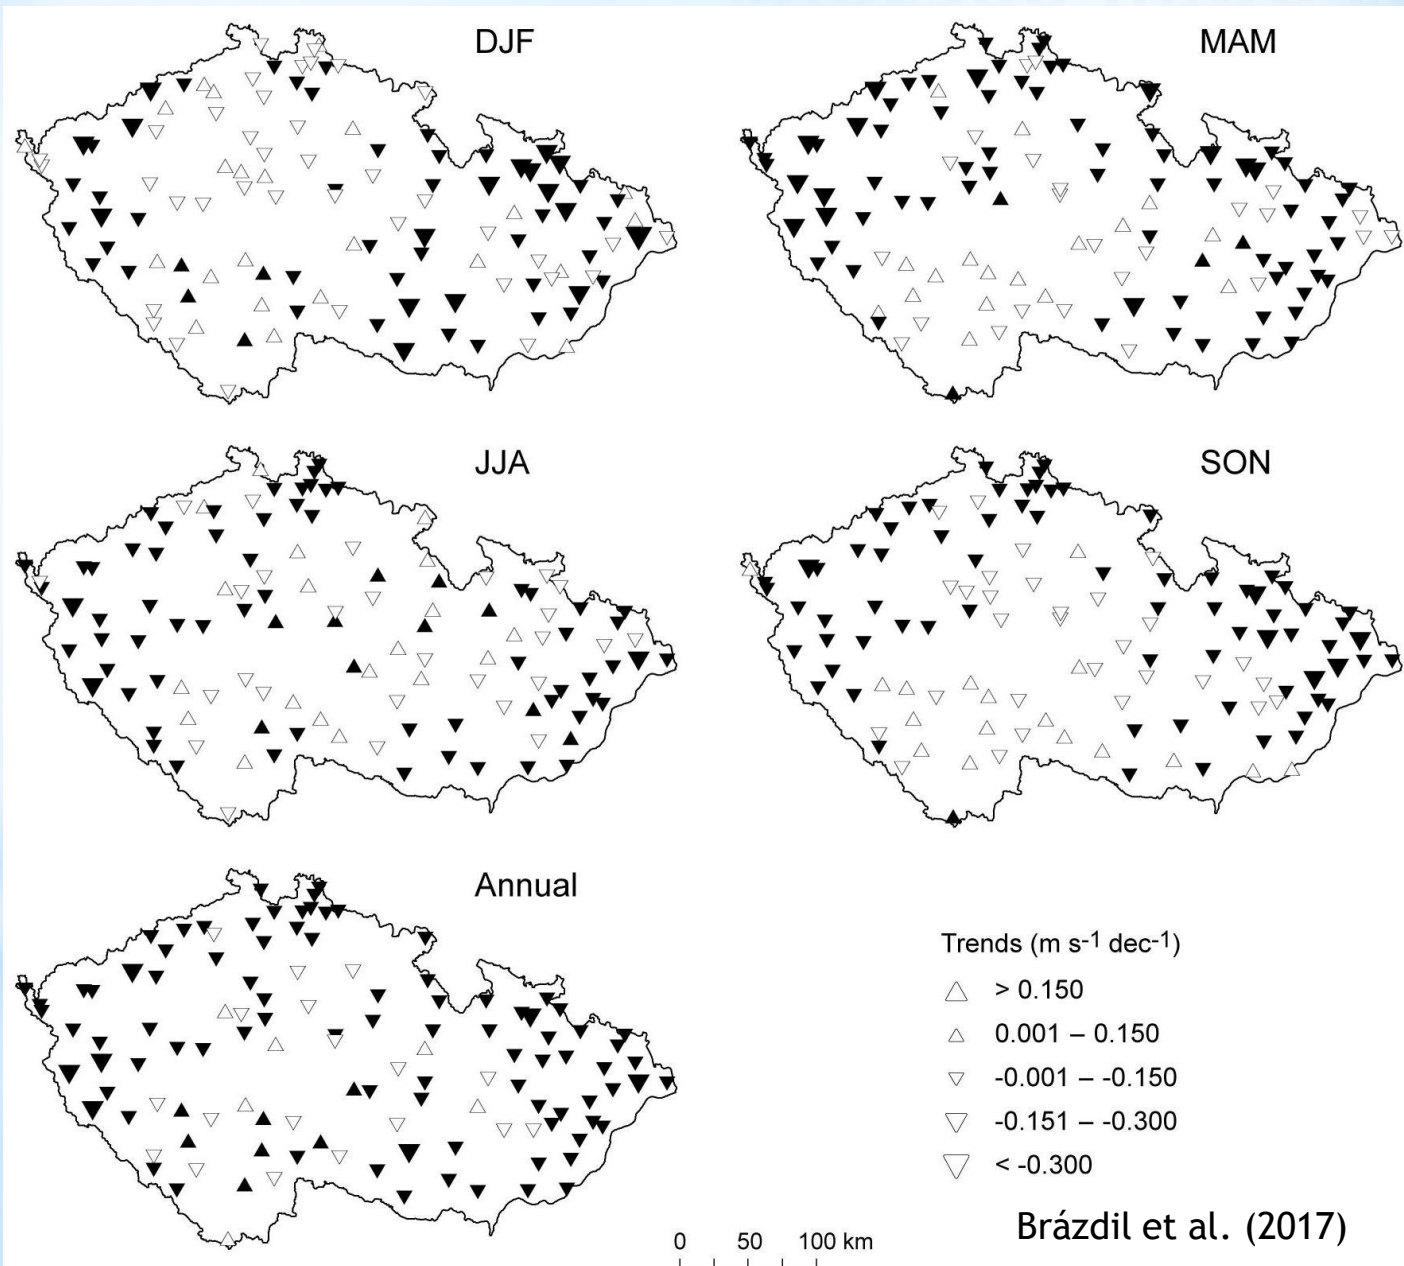 DJF
MAM
JJA
SON
Annual
Trends (m s-1 dec-1)
> 0.150
0.001 – 0.150
-0.001 – -0.150
-0.151 – -0.300
< -0.300
Brázdil et al. (2017)
0 50 100 km